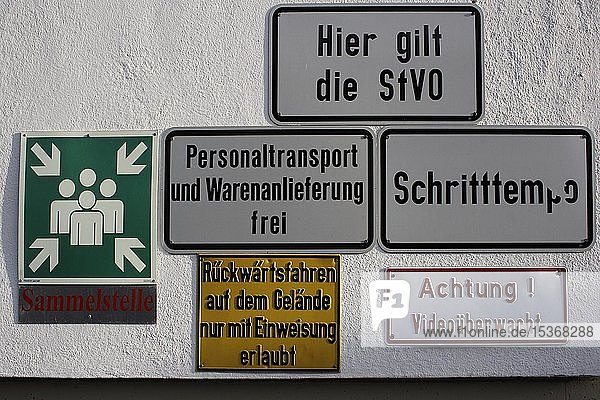 Hier gilt
die StVO
Personaltransport
und Warenanlieferung
frei
Schritttempo
Sammelstelle
Rückwärtsfahren
auf dem Gelände
nur mit Einweisung
erlaubt
Achtung !
Videoüberwacht
F1
www.f1online.de 15368288